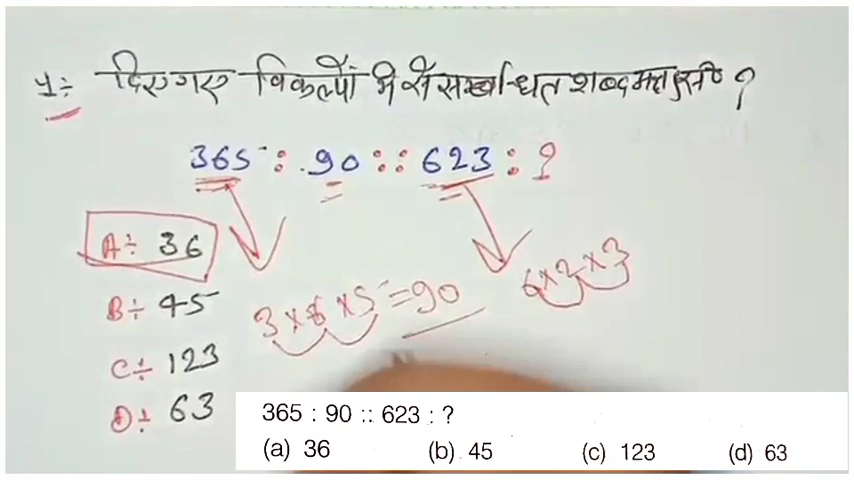 1÷ दिए गए विकल्पों में से सम्बन्धित शब्द
365 : 90 :: 623 : ?
A÷ 36
B÷ 45
C÷ 123
D÷ 63
3×6×5=90
6×2×3
365 : 90 :: 623 : ?
(a) 36 (b) 45 (c) 123 (d) 63